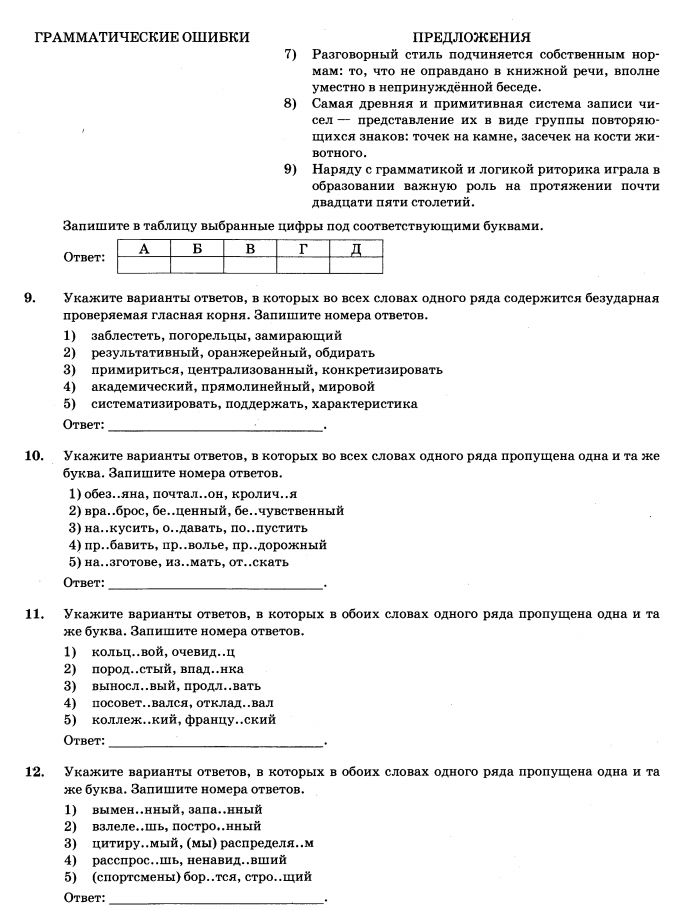 ГРАММАТИЧЕСКИЕ ОШИБКИ ПРЕДЛОЖЕНИЯ
7) Разговорный стиль подчиняется собственным нор-
мам: то, что не оправдано в книжной речи, вполне
уместно в непринуждённой беседе.
8) Самая древняя и примитивная система записи чи-
сел — представление их в виде группы повторяю-
щихся знаков: точек на камне, засечек на кости жи-
вотного.
9) Наряду с грамматикой и логикой риторика играла в
образовании важную роль на протяжении почти
двадцати пяти столетий.
Запишите в таблицу выбранные цифры под соответствующими буквами.
Ответ: А Б В Г Д
9. Укажите варианты ответов, в которых во всех словах одного ряда содержится безударная
проверяемая гласная корня. Запишите номера ответов.
1) заблестеть, погорельцы, замирающий
2) результативный, оранжерейный, обдирать
3) примириться, централизованный, конкретизировать
4) академический, прямолинейный, мировой
5) систематизировать, поддержать, характеристика
Ответ: ____________________.
10. Укажите варианты ответов, в которых во всех словах одного ряда пропущена одна и та же
буква. Запишите номера ответов.
1) обез..яна, почтал..он, кролич..я
2) вра..брос, бе..ценный, бе..чувственный
3) на..кусить, о..давать, по..пустить
4) пр..бавить, пр..волье, пр..дорожный
5) на..зготове, из..мать, от..скать
Ответ: ____________________.
11. Укажите варианты ответов, в которых в обоих словах одного ряда пропущена одна и та
же буква. Запишите номера ответов.
1) кольц..вой, очевид..ц
2) пород..стый, впад..нка
3) выносл..вый, продл..вать
4) посовет..вался, отклад..вал
5) коллеж..кий, францу..ский
Ответ: ____________________.
12. Укажите варианты ответов, в которых в обоих словах одного ряда пропущена одна и та
же буква. Запишите номера ответов.
1) вымен..нный, запа..нный
2) взлеле..шь, постро..нный
3) цитиру..мый, (мы) распределя..м
4) расспрос..шь, ненавид..вший
5) (спортсмены) бор..тся, стро..щий
Ответ: ____________________.